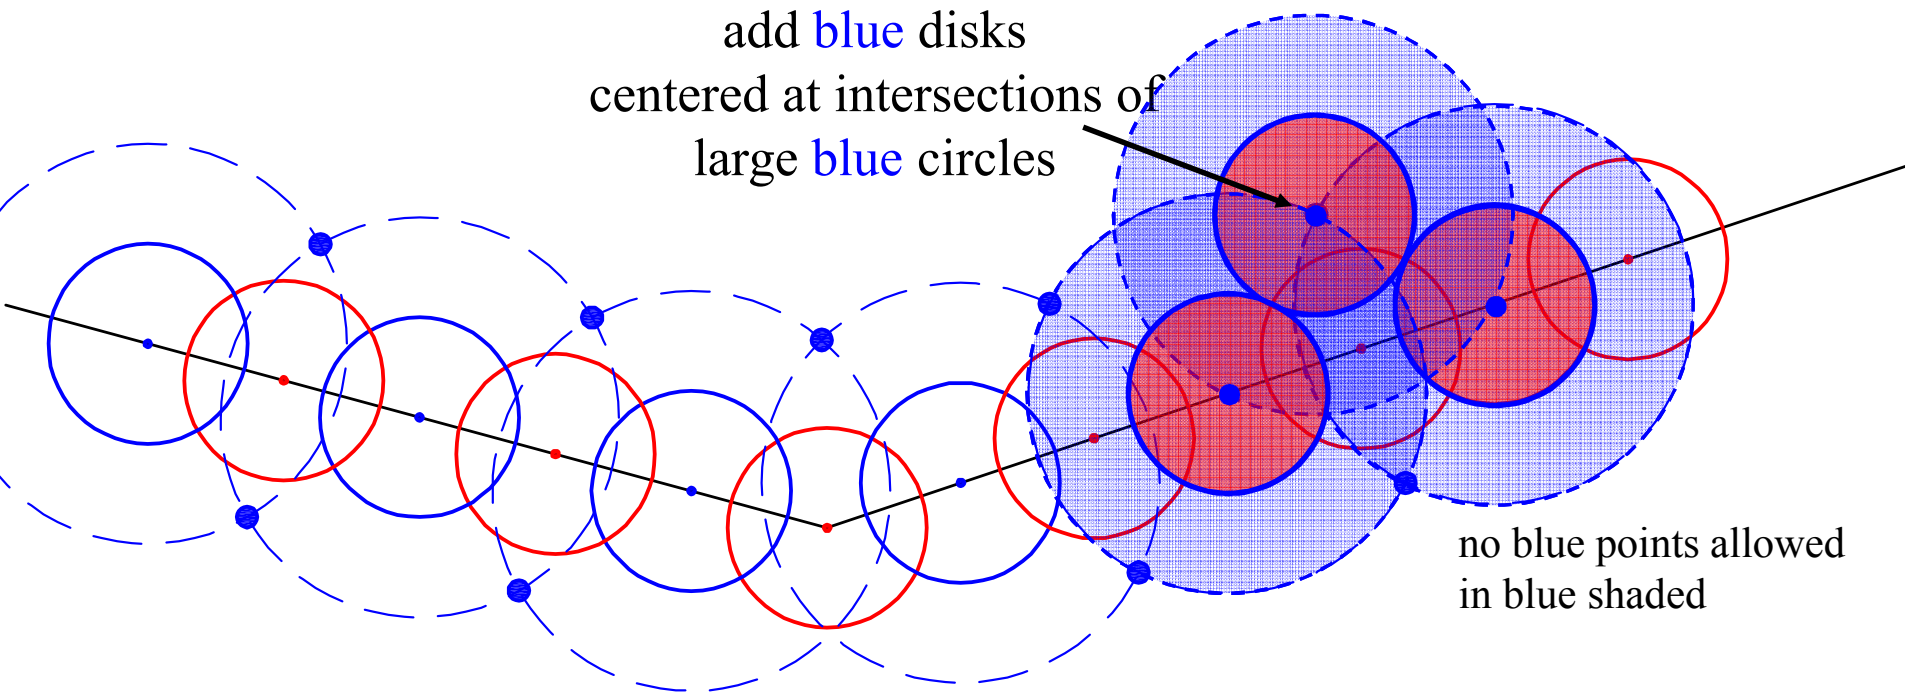 add blue disks
centered at intersections of
large blue circles
no blue points allowed
in blue shaded